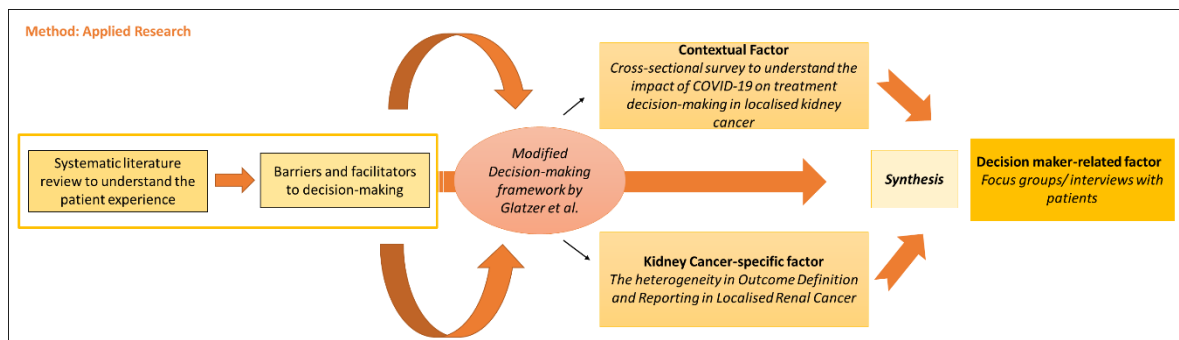 Method: Applied Research
Systematic literature
review to understand the
patient experience
Barriers and facilitators
to decision-making
Modified
Decision-making
framework by
Glatzer et al.
Contextual Factor
Cross-sectional survey to understand the
impact of COVID-19 on treatment
decision-making in localised kidney
cancer
Kidney Cancer-specific factor
The heterogeneity in Outcome Definition
and Reporting in Localised Renal Cancer
Synthesis
Decision maker-related factor
Focus groups/ interviews with
patients